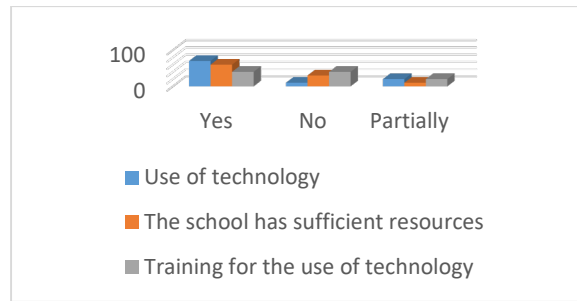 100
0
Yes No Partially
Use of technology
The school has sufficient resources
Training for the use of technology